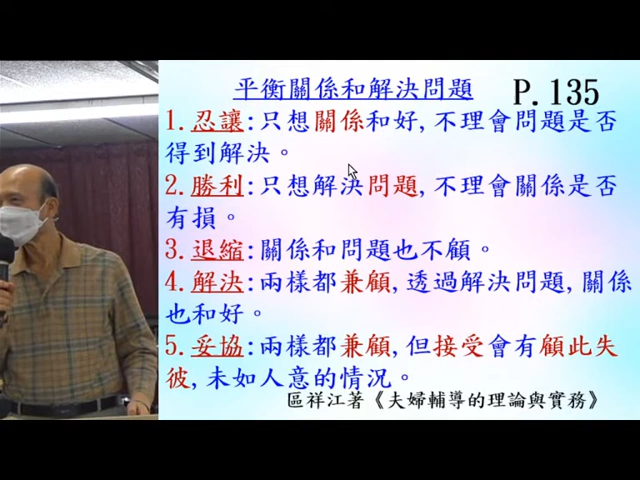 平衡關係和解決問題 P.135
1.忍讓:只想關係和好,不理會問題是否
得到解決。
2.勝利:只想解決問題,不理會關係是否
有損。
3.退縮:關係和問題也不顧。
4.解決:兩樣都兼顧,透過解決問題,關係
也和好。
5.妥協:兩樣都兼顧,但接受會有顧此失
彼,未如人意的情況。
區祥江著《夫婦輔導的理論與實務》